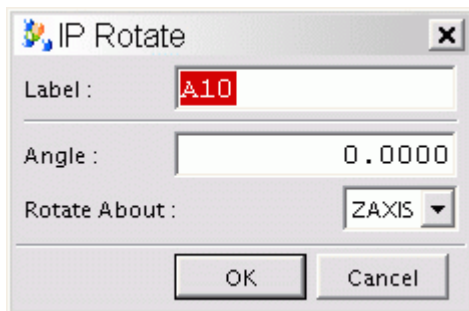 IP Rotate
Label : A10
Angle : 0.0000
Rotate About : ZAXIS
OK Cancel